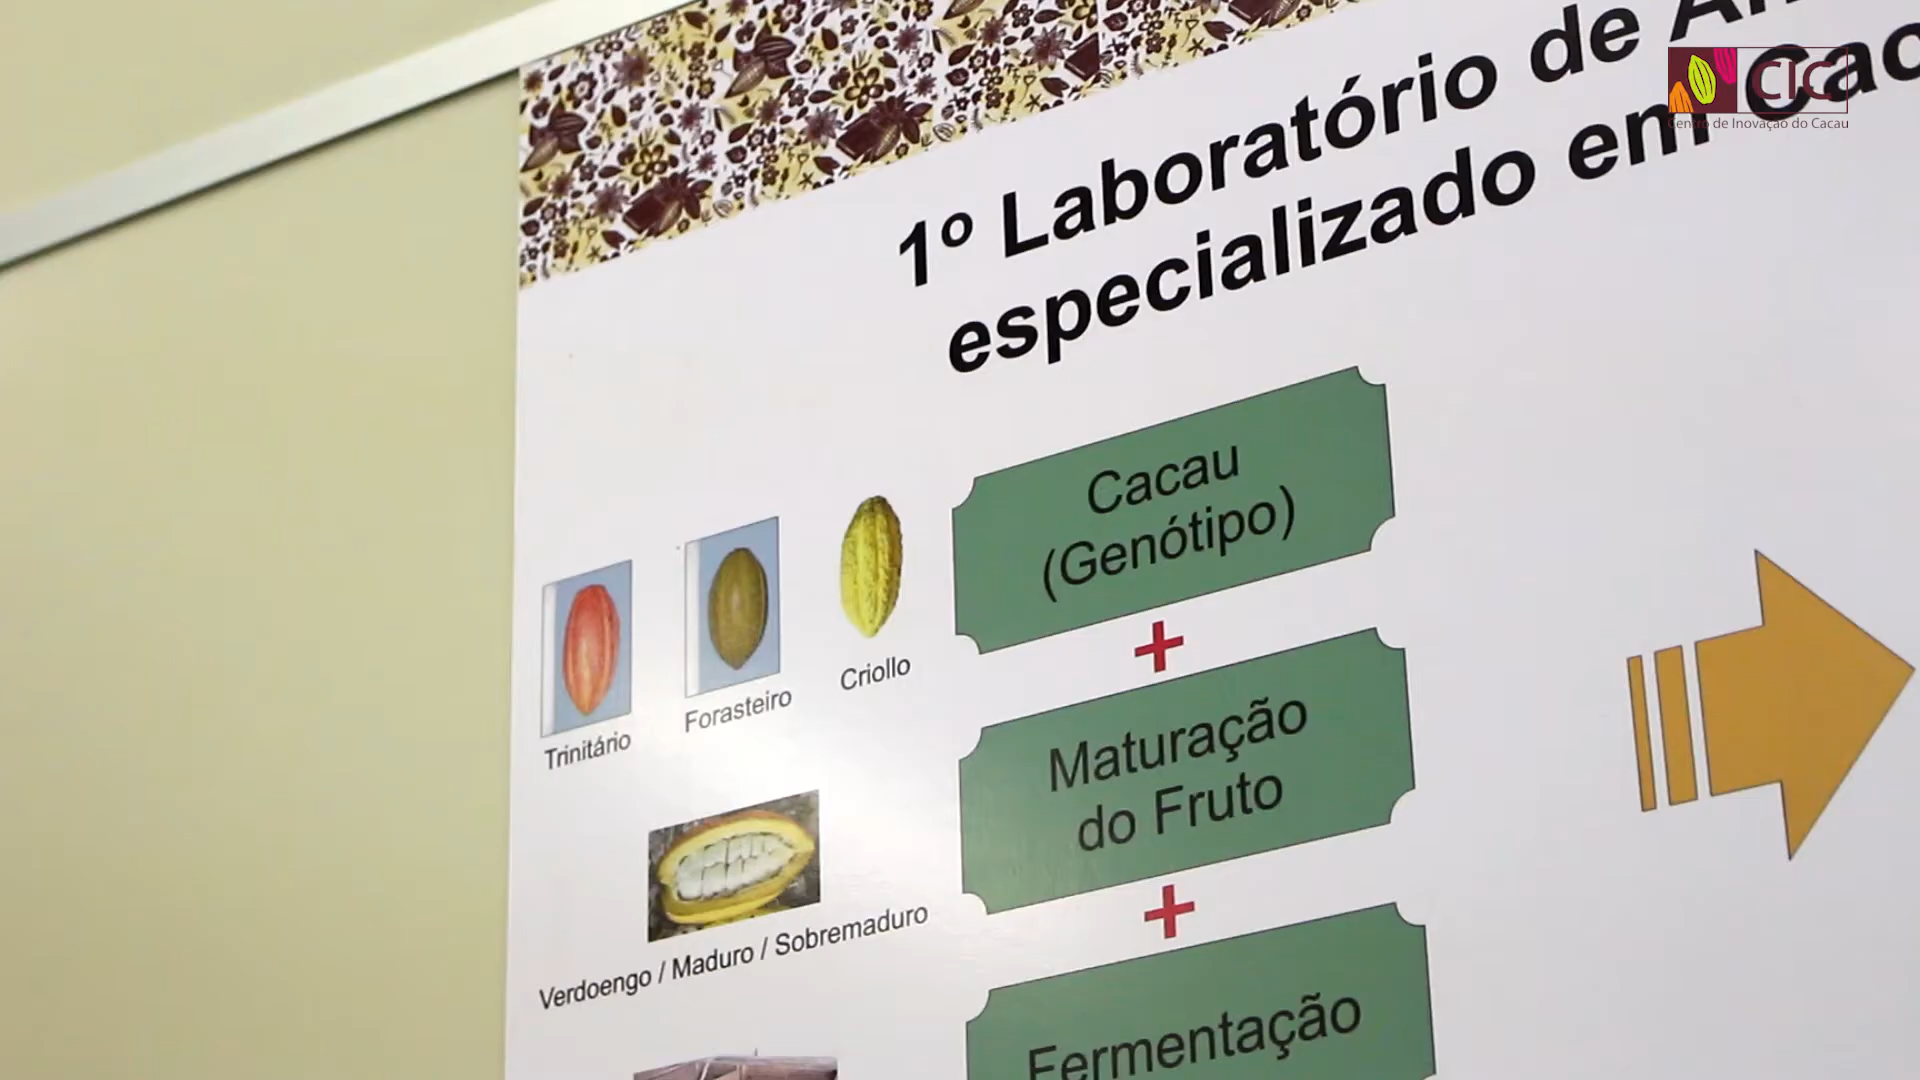 1º Laboratório de
especializado em
CIC
Centro de Inovação do Cacau
Cacau
(Genótipo)
+
Trinitário
Forasteiro
Criollo
Maturação
do Fruto
+
Verdoengo / Maduro / Sobremaduro
Fermentação